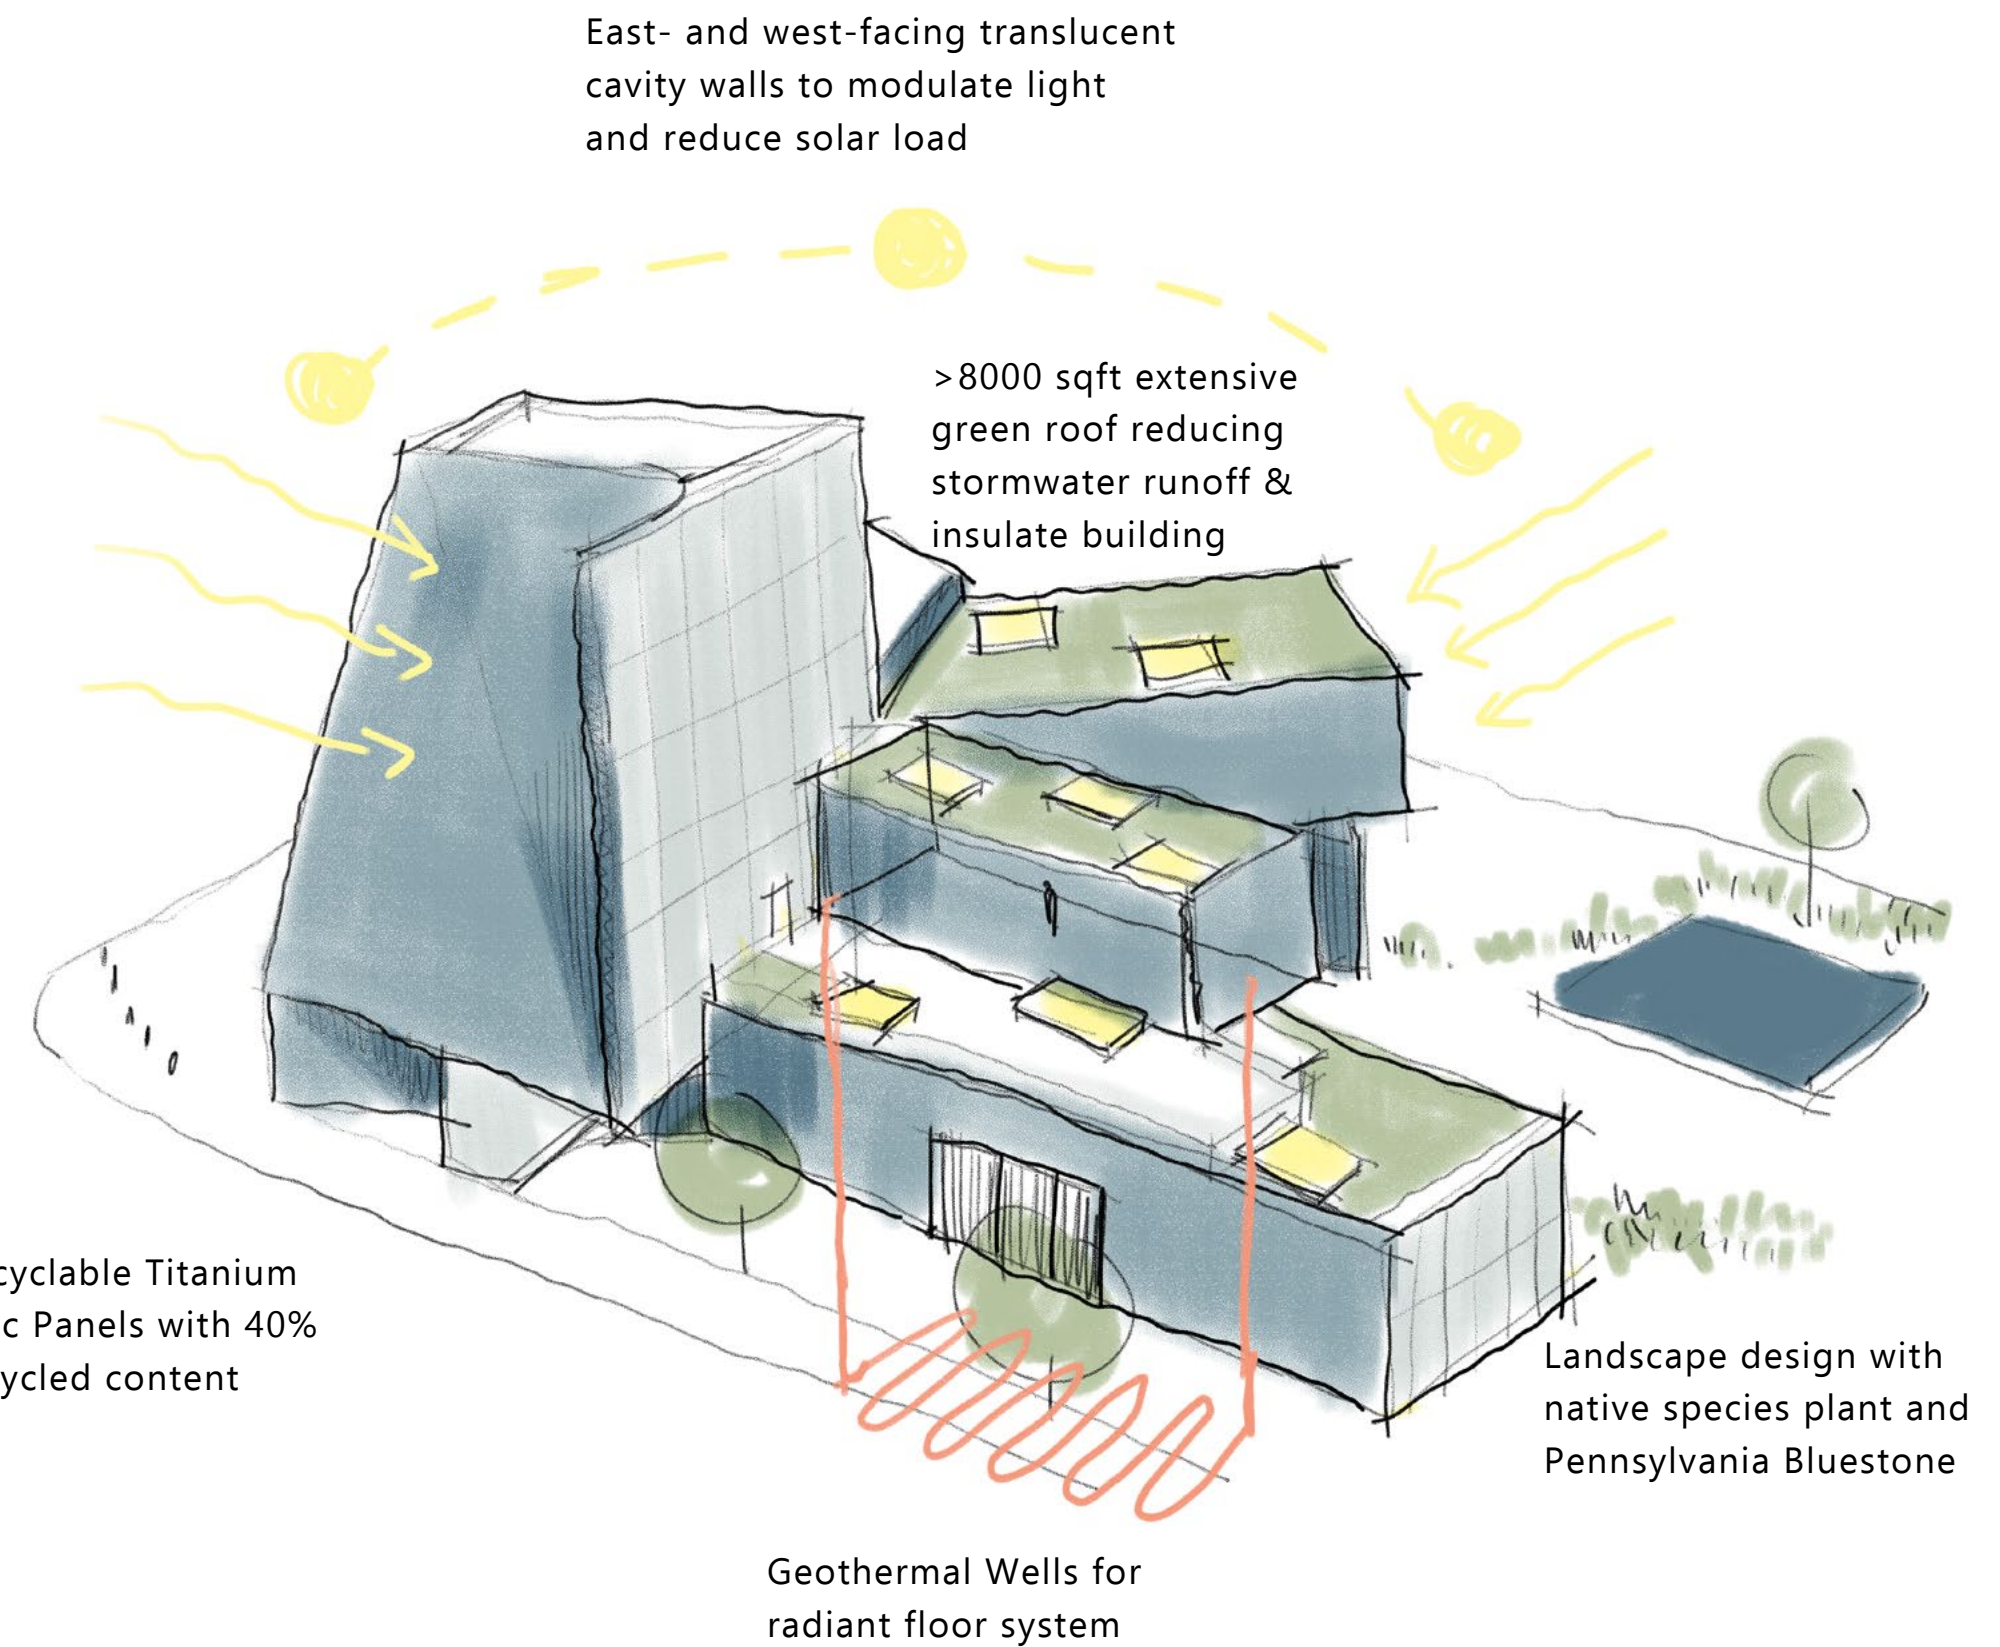 East- and west-facing translucent
cavity walls to modulate light
and reduce solar load
>8000 sqft extensive
green roof reducing
stormwater runoff &
insulate building
cyclable Titanium
c Panels with 40%
ycled content
Landscape design with
native species plant and
Pennsylvania Bluestone
Geothermal Wells for
radiant floor system